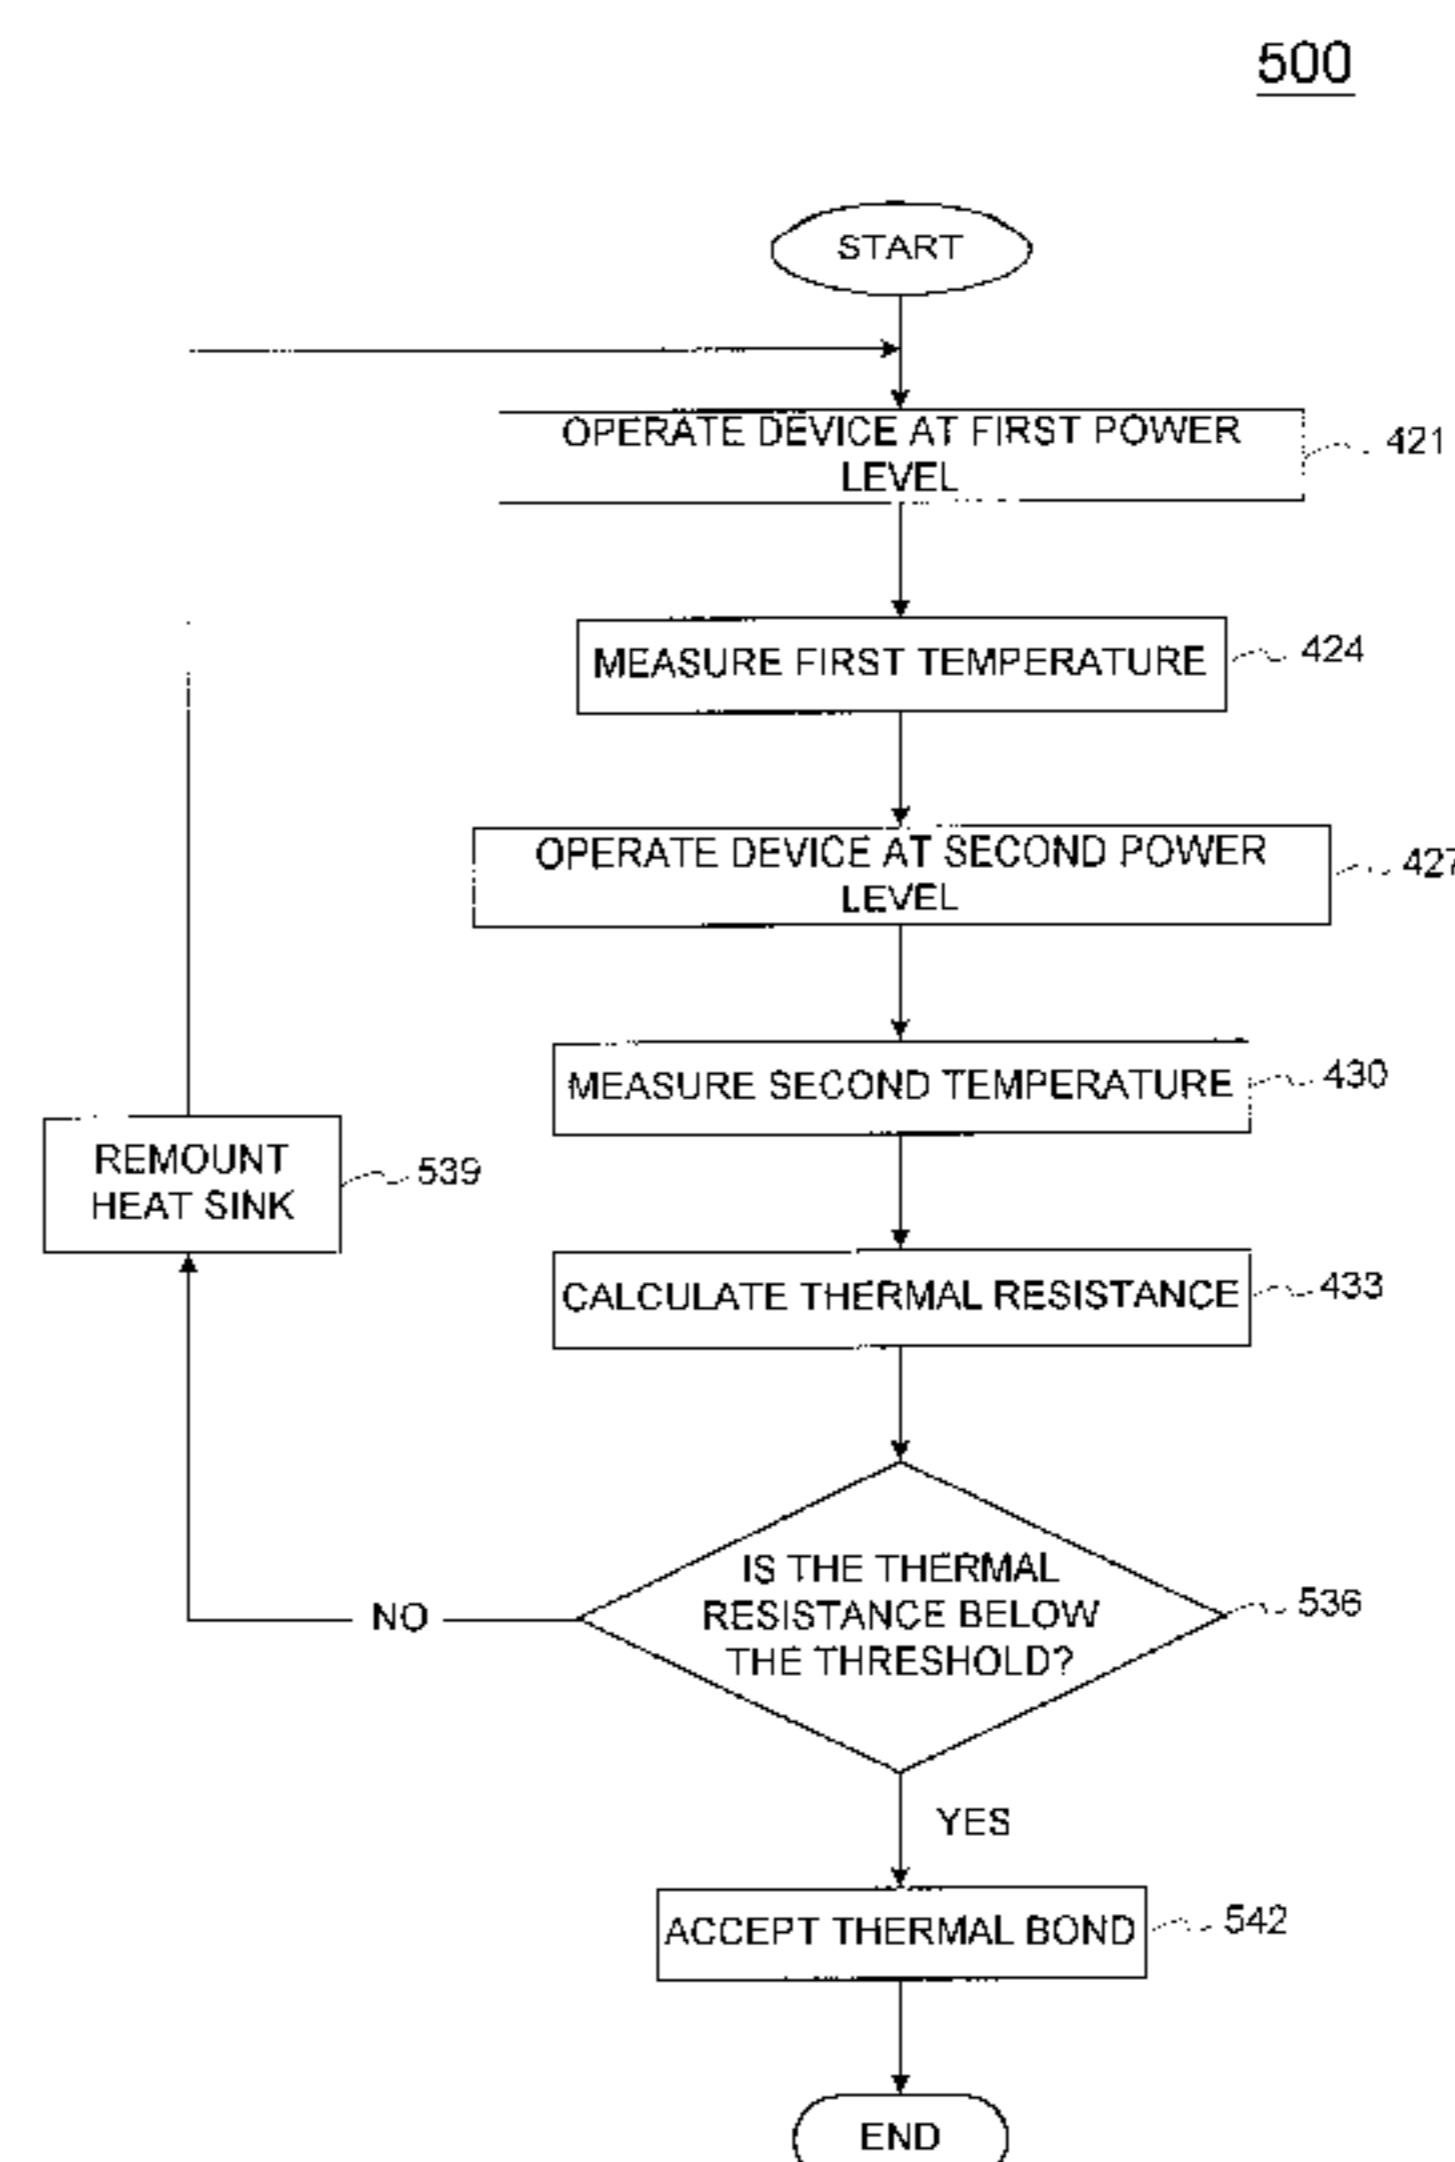 500
START
OPERATE DEVICE AT FIRST POWER
LEVEL
421
MEASURE FIRST TEMPERATURE
424
OPERATE DEVICE AT SECOND POWER
LEVEL
427
MEASURE SECOND TEMPERATURE
430
REMOUNT
HEAT SINK
539
CALCULATE THERMAL RESISTANCE
433
IS THE THERMAL
RESISTANCE BELOW
THE THRESHOLD?
536
NO
YES
ACCEPT THERMAL BOND
542
END